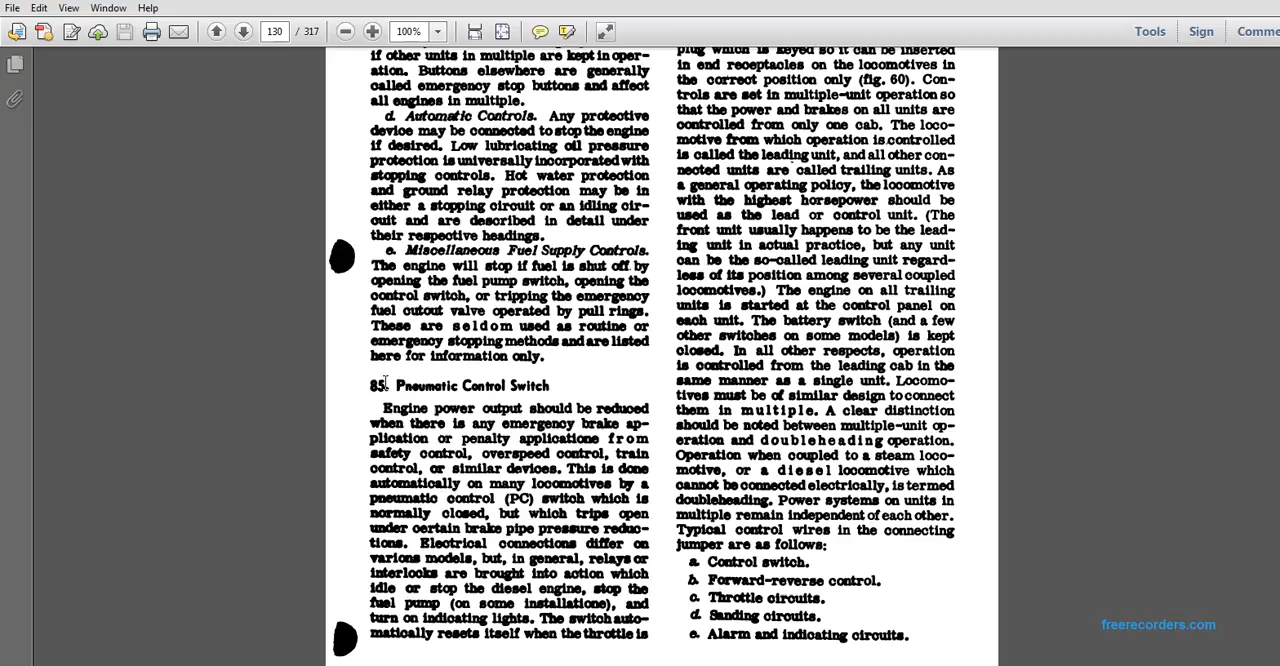 File Edit View Window Help
130 / 317 100% Tools Sign Comme
if other units in multiple are kept in oper-
ation. Buttons elsewhere are generally
called emergency stop buttons and affect
all engines in multiple.
d. Automatic Controls. Any protective
device may be connected to stop the engine
if desired. Low lubricating oil pressure
protection is universally incorporated with
stopping controls. Hot water protection
and ground relay protection may be in
either a stopping circuit or an idling cir-
cuit and are described in detail under
their respective headings.
e. Miscellaneous Fuel Supply Controls.
The engine will stop if fuel is shut off by
opening the fuel pump switch, opening the
control switch, or tripping the emergency
fuel cutout valve operated by pull rings.
These are seldom used as routine or
emergency stopping methods and are listed
here for information only.
85. Pneumatic Control Switch
Engine power output should be reduced
when there is any emergency brake ap-
plication or penalty applications from
safety control, overspeed control, train
control, or similar devices. This is done
automatically on many locomotives by a
pneumatic control (PC) switch which is
normally closed, but which trips open
under certain brake pipe pressure reduc-
tions. Electrical connections differ on
various models, but, in general, relays or
interlocks are brought into action which
idle or stop the diesel engine, stop the
fuel pump (on some installations), and
turn on indicating lights. The switch auto-
matically resets itself when the throttle is
plug which is keyed so it can be inserted
in end receptacles on the locomotives in
the correct position only (fig. 60). Con-
trols are set in multiple-unit operation so
that the power and brakes on all units are
controlled from only one cab. The loco-
motive from which operation is controlled
is called the leading unit, and all other con-
nected units are called trailing units. As
a general operating policy, the locomotive
with the highest horsepower should be
used as the lead or control unit. (The
front unit usually happens to be the lead-
ing unit in actual practice, but any unit
can be the so-called leading unit regard-
less of its position among several coupled
locomotives.) The engine on all trailing
units is started at the control panel on
each unit. The battery switch (and a few
other switches on some models) is kept
closed. In all other respects, operation
is controlled from the leading cab in the
same manner as a single unit. Locomo-
tives must be of similar design to connect
them in multiple. A clear distinction
should be noted between multiple-unit op-
eration and doubleheading operation.
Operation when coupled to a steam loco-
motive, or a diesel locomotive which
cannot be connected electrically, is termed
doubleheading. Power systems on units in
multiple remain independent of each other.
Typical control wires in the connecting
jumper are as follows:
a. Control switch.
b. Forward-reverse control.
c. Throttle circuits.
d. Sanding circuits.
e. Alarm and indicating circuits.
freerecorders.com